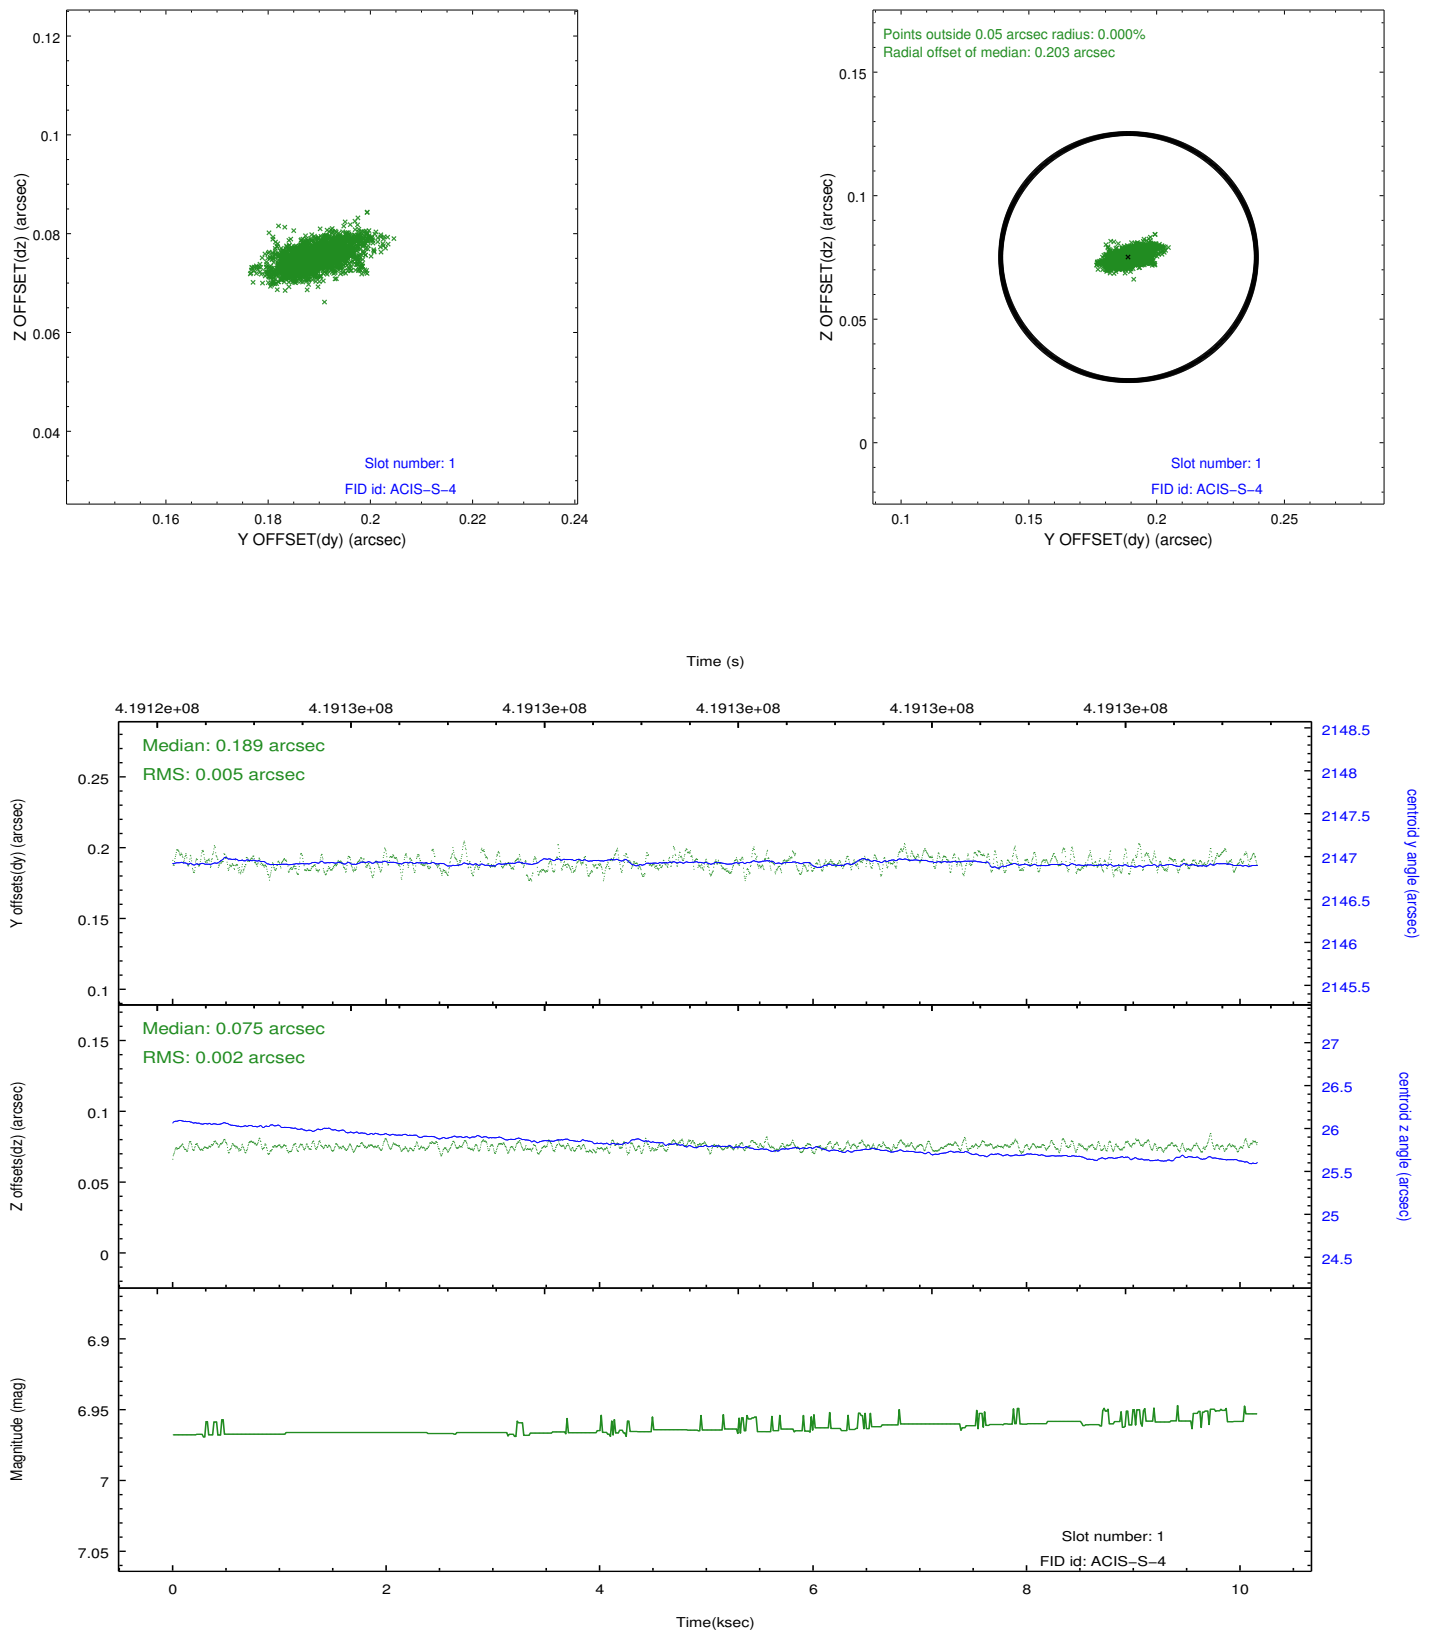 0.12
0.1
0.08
0.06
0.04
Z OFFSET(dz) (arcsec)
Slot number: 1
FID id: ACIS−S−4
0.16 0.18 0.2 0.22 0.24
Y OFFSET(dy) (arcsec)
Points outside 0.05 arcsec radius: 0.000%
Radial offset of median: 0.203 arcsec
0.15
0.1
0.05
0
Z OFFSET(dz) (arcsec)
Slot number: 1
FID id: ACIS−S−4
0.1 0.15 0.2 0.25
Y OFFSET(dy) (arcsec)
Time (s)
4.1912e+08 4.1913e+08 4.1913e+08 4.1913e+08 4.1913e+08 4.1913e+08
Median: 0.189 arcsec
RMS: 0.005 arcsec
0.25
0.2
0.15
0.1
Y offsets(dy) (arcsec)
2148.5
2148
2147.5
2147
2146.5
2146
2145.5
centroid y angle (arcsec)
Median: 0.075 arcsec
RMS: 0.002 arcsec
0.15
0.1
0.05
0
Z offsets(dz) (arcsec)
27
26.5
26
25.5
25
24.5
centroid z angle (arcsec)
6.9
6.95
7
7.05
Magnitude (mag)
Slot number: 1
FID id: ACIS−S−4
0 2 4 6 8 10
Time(ksec)